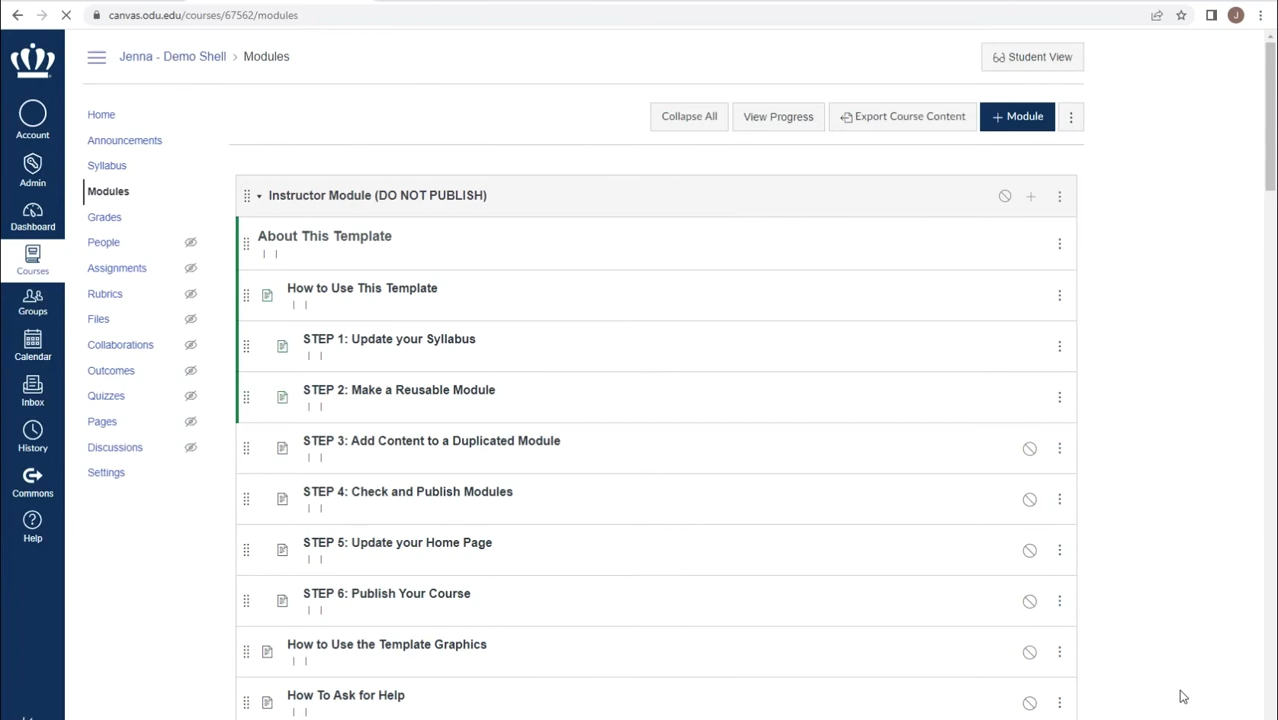 canvas.odu.edu/courses/67562/modules
J
Jenna - Demo Shell > Modules
Student View
Collapse All
View Progress
Export Course Content
+ Module
Account
Admin
Dashboard
Courses
Groups
Calendar
Inbox
History
Commons
Help
Home
Announcements
Syllabus
Modules
Grades
People
Assignments
Rubrics
Files
Collaborations
Outcomes
Quizzes
Pages
Discussions
Settings
Instructor Module (DO NOT PUBLISH)
About This Template
How to Use This Template
STEP 1: Update your Syllabus
STEP 2: Make a Reusable Module
STEP 3: Add Content to a Duplicated Module
STEP 4: Check and Publish Modules
STEP 5: Update your Home Page
STEP 6: Publish Your Course
How to Use the Template Graphics
How To Ask for Help